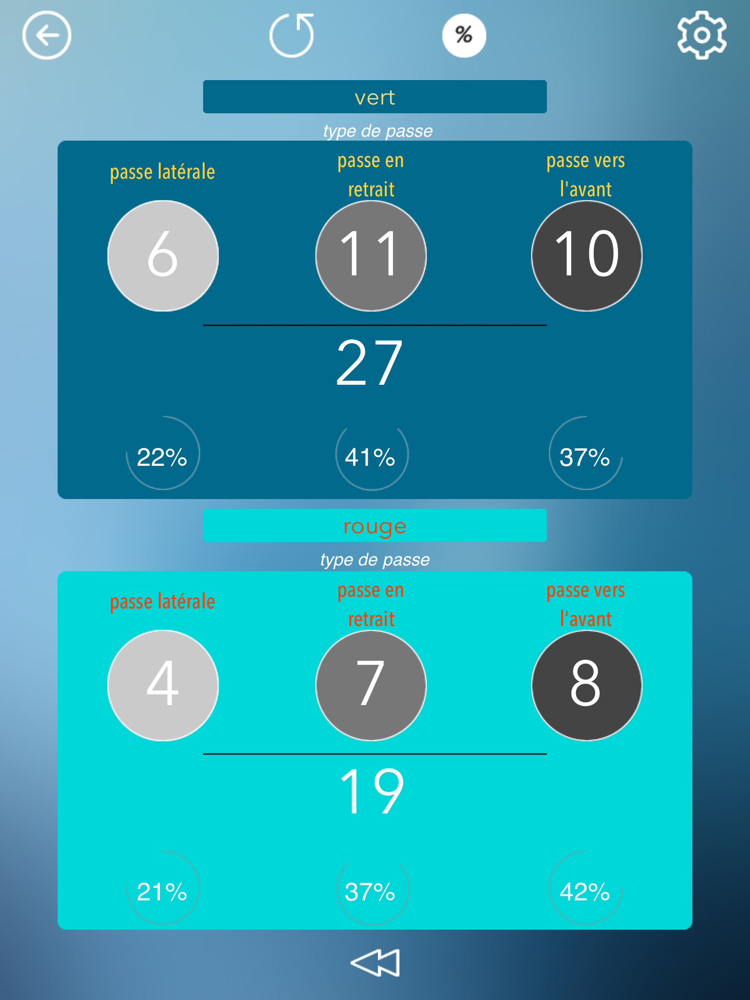 %
vert
type de passe
passe latérale
passe en
retrait
passe vers
l'avant
6
11
10
27
22%
41%
37%
rouge
type de passe
passe latérale
passe en
retrait
passe vers
l'avant
4
7
8
19
21%
37%
42%